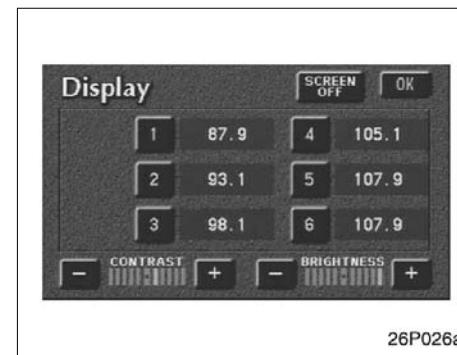 Display SCREEN OFF OK
1 87.9 4 105.1
2 93.1 5 107.9
3 98.1 6 107.9
CONTRAST BRIGHTNESS
− + − +
26P026a